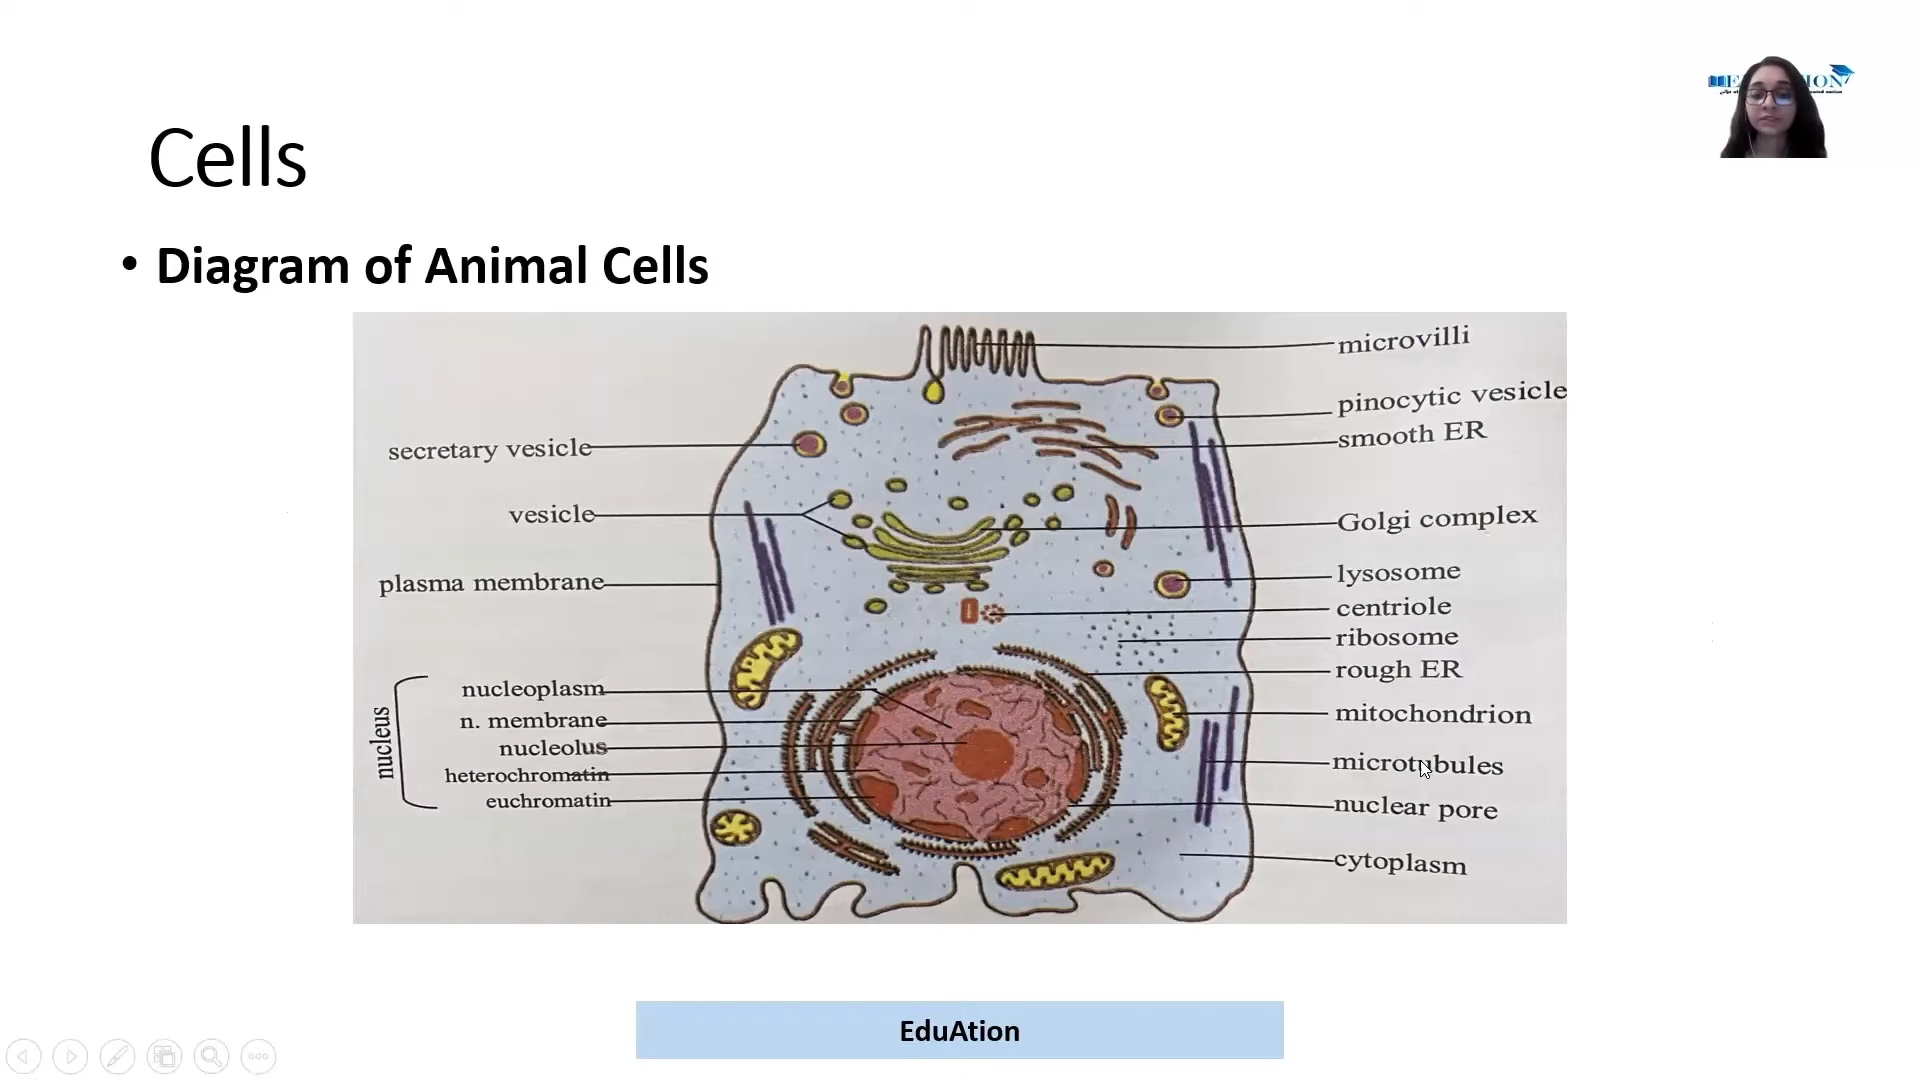 Cells
• Diagram of Animal Cells
microvilli
pinocytic vesicle
smooth ER
secretary vesicle
vesicle
Golgi complex
plasma membrane
lysosome
centriole
ribosome
rough ER
nucleus
nucleoplasm
n. membrane
nucleolus
heterochromatin
euchromatin
mitochondrion
microtubules
nuclear pore
cytoplasm
EduAtion